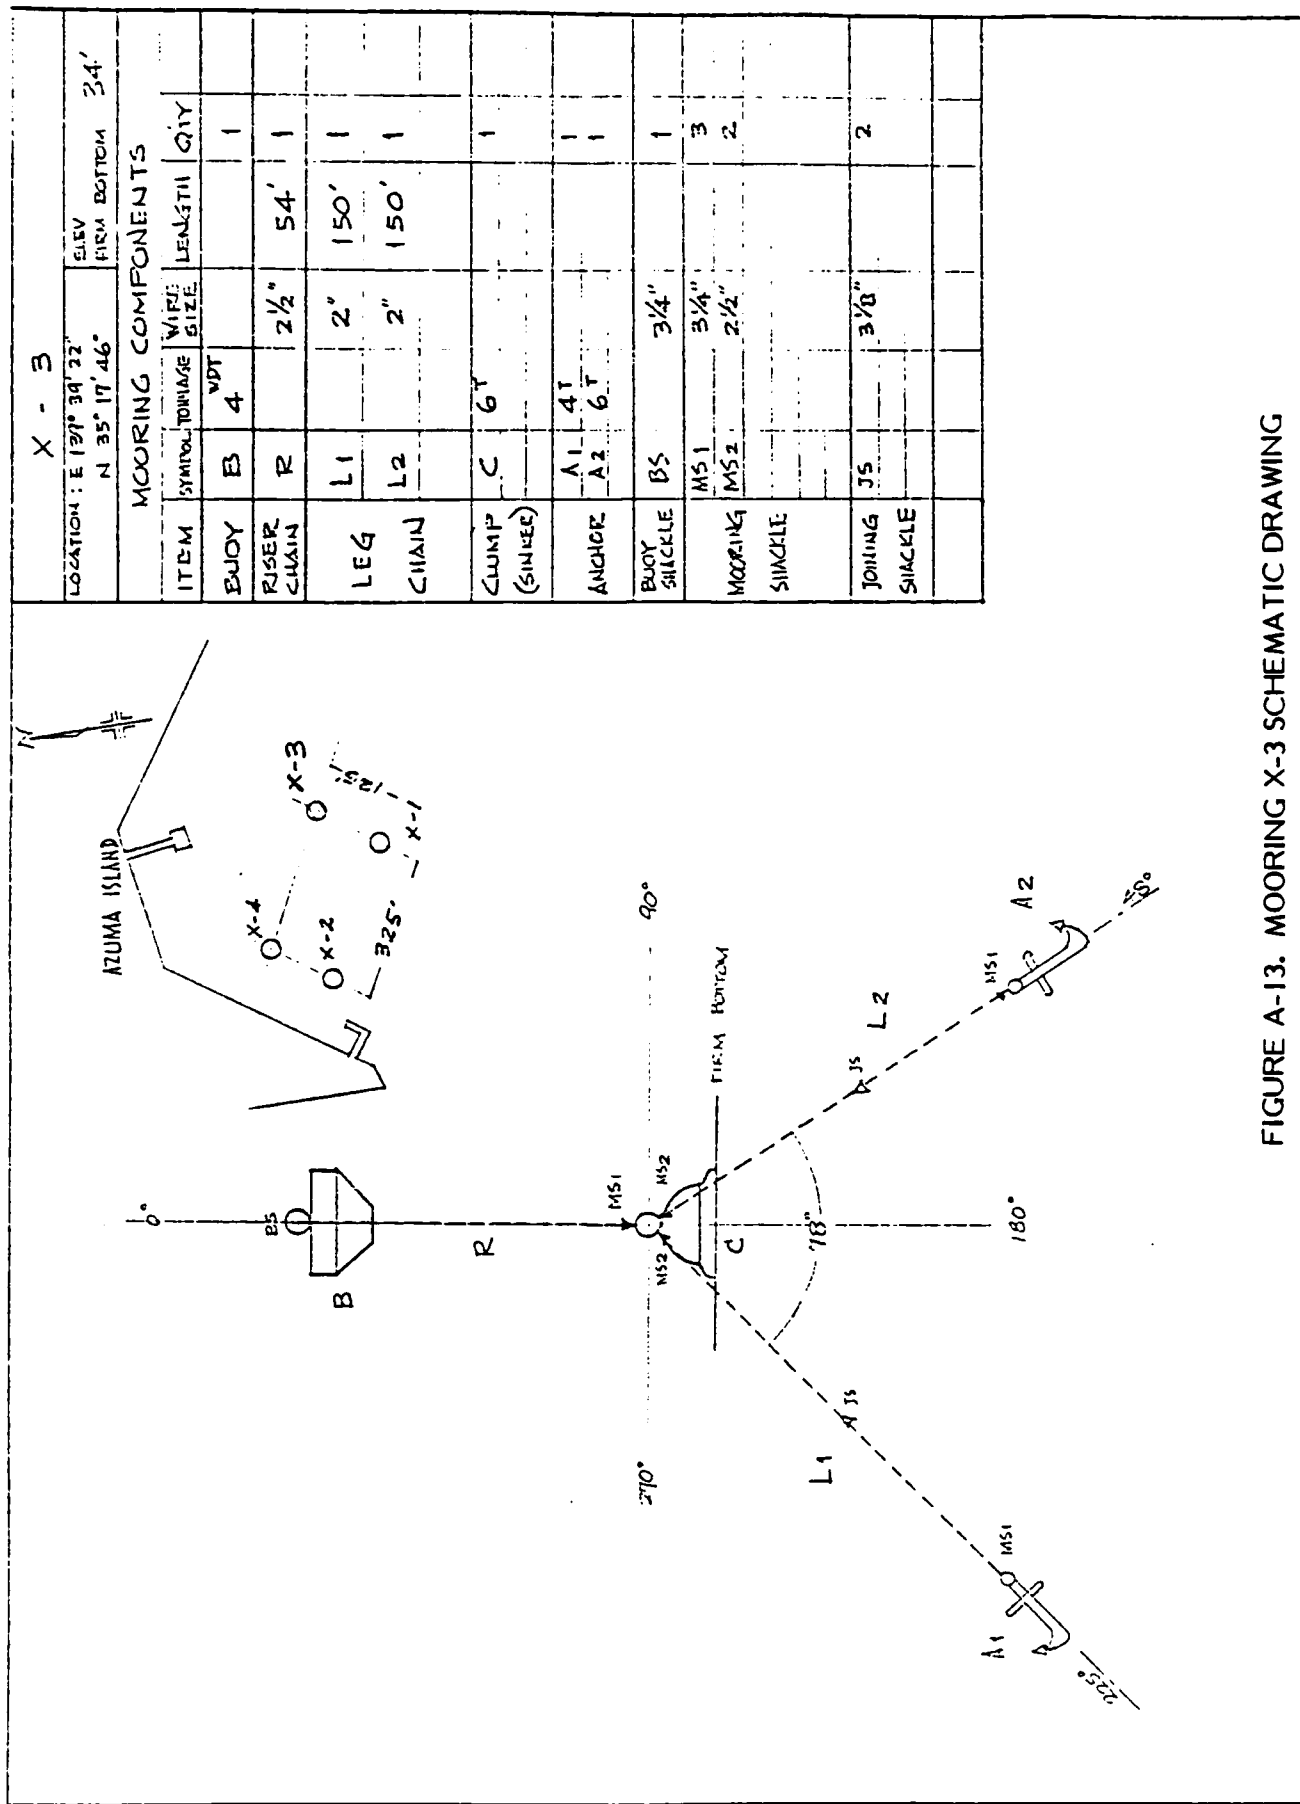 X - 3
LOCATION : E 139° 39' 22"
N 35° 17' 46"
ELEV
FIRM BOTTOM 34'
MOORING COMPONENTS
ITEM SYMBOL TONNAGE WIRE SIZE LENGTH Q'TY
BUOY B 4 WDT 1
RISER CHAIN R 2½" 54' 1
LEG CHAIN L1 2" 150' 1
L2 2" 150' 1
CLUMP (SINKER) C 6T 1
ANCHOR A1 4T 1
A2 6T 1
BUOY SHACKLE BS 3¼" 1
MOORING SHACKLE MS1 3¼" 3
MS2 2½" 2
JOINING SHACKLE JS 3⅛" 2
AZUMA ISLAND
X-4
X-3
X-2
X-1
325'
0°
BS
B
R
MS1
270°
90°
MS2
MS2
C
FIRM BOTTOM
78°
180°
JS
JS
L1
L2
MS1
MS1
A1
A2
225°
FIGURE A-13. MOORING X-3 SCHEMATIC DRAWING